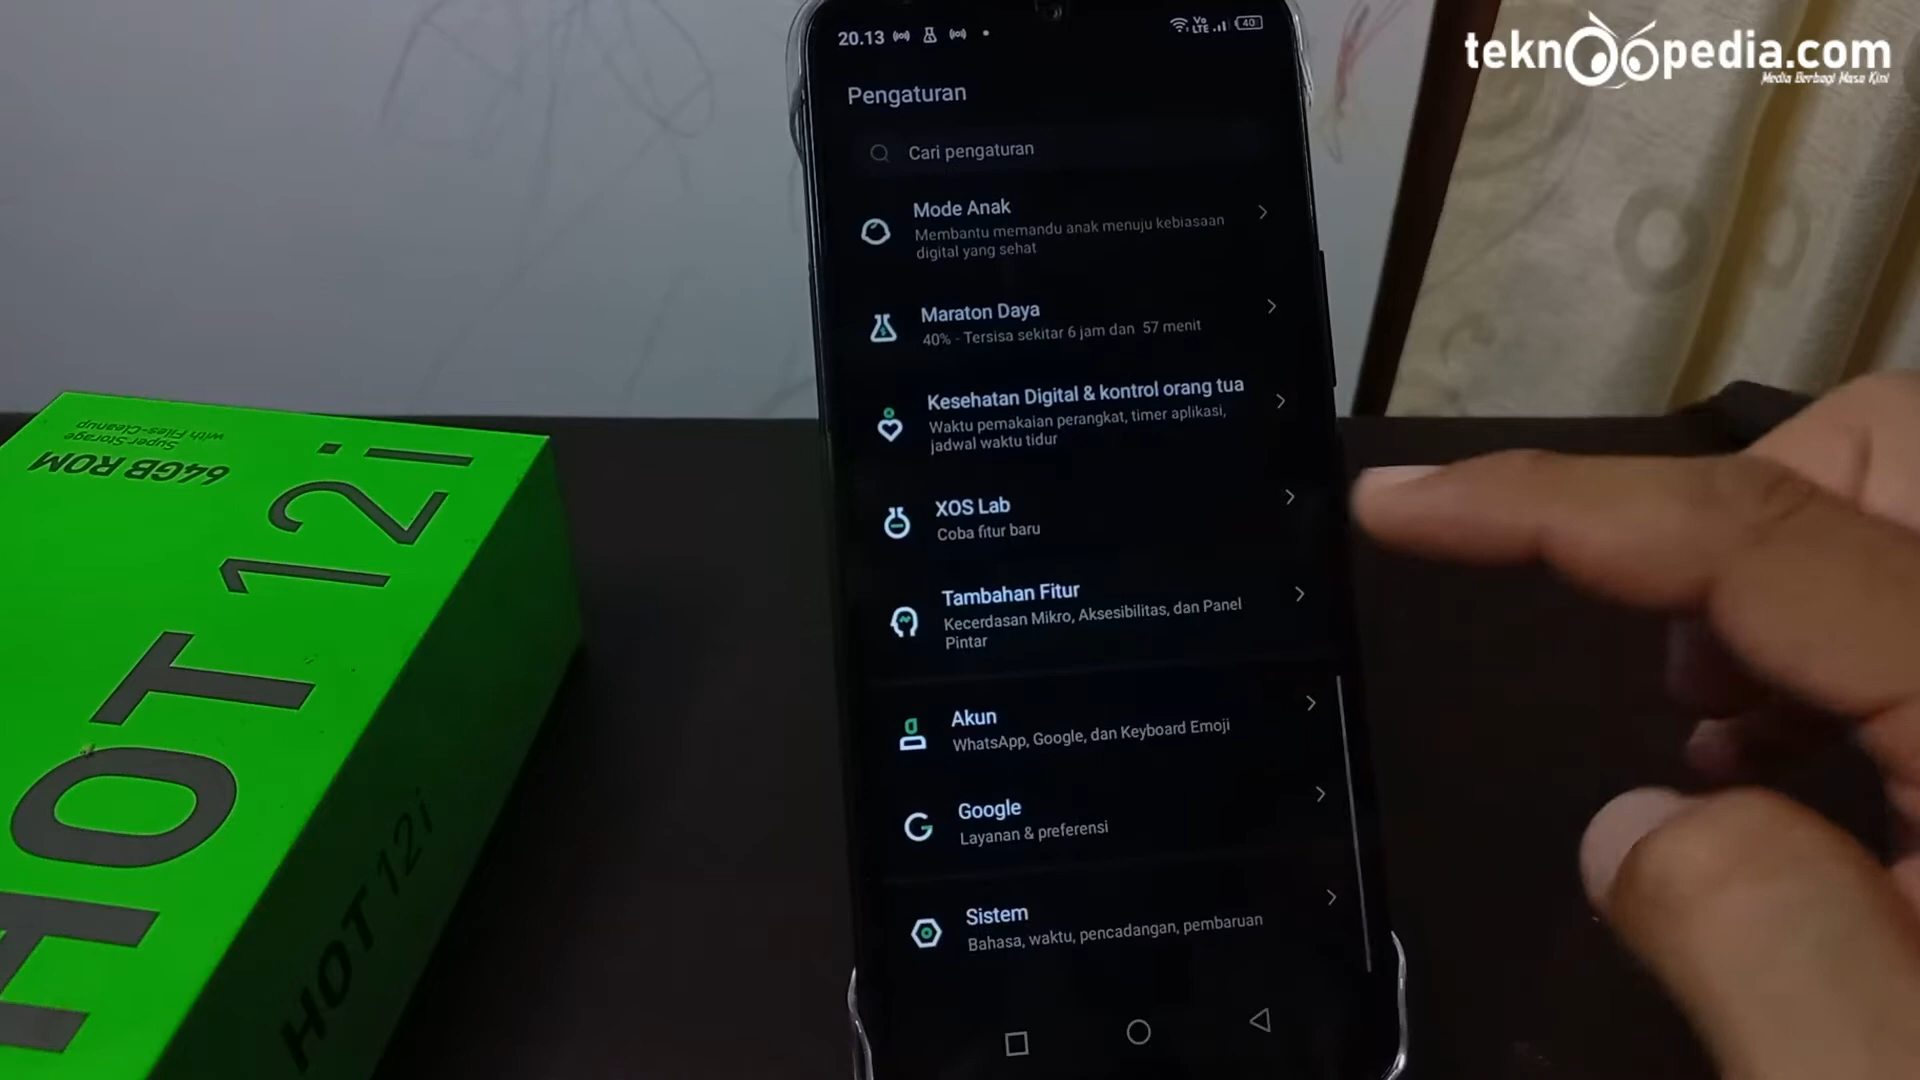 teknoopedia.com
Media Berbagi Masa Kini
20.13
Vo
LTE
40
Pengaturan
Cari pengaturan
Mode Anak
Membantu memandu anak menuju kebiasaan
digital yang sehat
Maraton Daya
40% - Tersisa sekitar 6 jam dan 57 menit
Kesehatan Digital & kontrol orang tua
Waktu pemakaian perangkat, timer aplikasi,
jadwal waktu tidur
XOS Lab
Coba fitur baru
Tambahan Fitur
Kecerdasan Mikro, Aksesibilitas, dan Panel
Pintar
Akun
WhatsApp, Google, dan Keyboard Emoji
Google
Layanan & preferensi
Sistem
Bahasa, waktu, pencadangan, pembaruan
64GB ROM
Super Storage
with Files-Cleanup
HOT 12i
HOT 12i